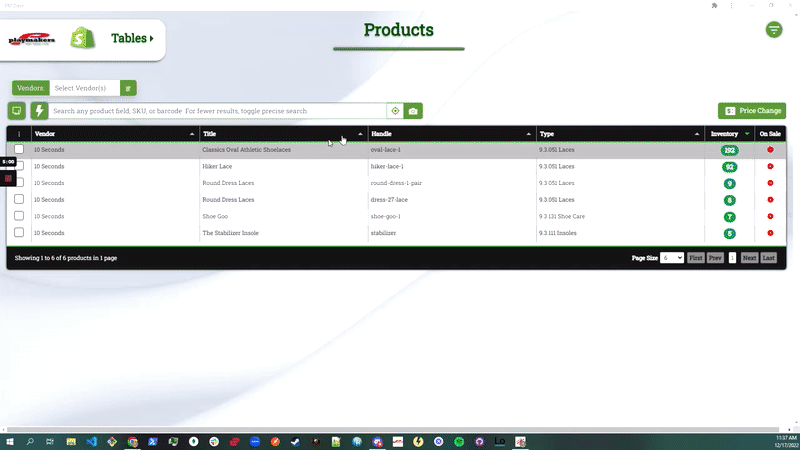 Products
playmakers
Tables
Vendors: Select Vendor(s)
Search any product field, SKU, or barcode. For fewer results, toggle precise search
Price Change
Vendor Title Handle Type Inventory On Sale
10 Seconds Classics Oval Athletic Shoelaces oval-lace-1 9.3.051 Laces 192
10 Seconds Hiker Lace hiker-lace-1 9.3.051 Laces 92
10 Seconds Round Dress Laces round-dress-1-pair 9.3.051 Laces 9
10 Seconds Round Dress Laces dress-27-lace 9.3.051 Laces 8
10 Seconds Shoe Goo shoe-goo-1 9.3.131 Shoe Care 7
10 Seconds The Stabilizer Insole stabilizer 9.3.111 Insoles 5
5:00
Showing 1 to 6 of 6 products in 1 page
Page Size 6 First Prev 1 Next Last
Lo
11:37 AM
12/17/2022